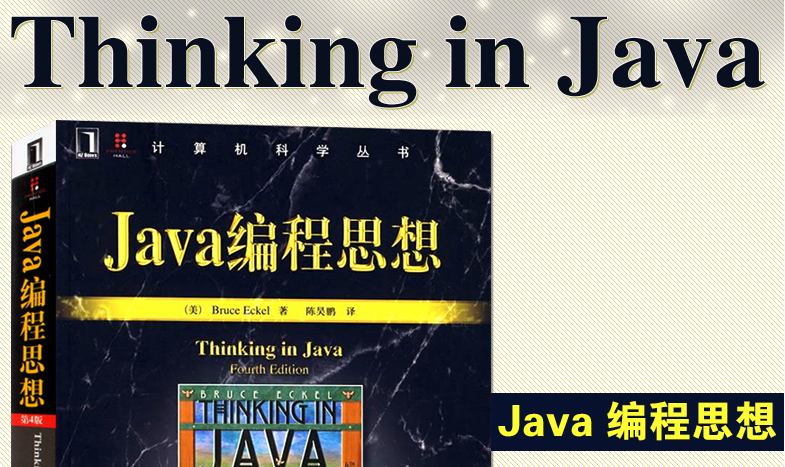 Thinking in Java
计算机科学丛书
Java编程思想
(美) Bruce Eckel 著 陈昊鹏 译
Thinking in Java
Fourth Edition
BRUCE ECKEL
THINKING IN
JAVA
Java编程思想
第4版
Thinkin
Java 编程思想